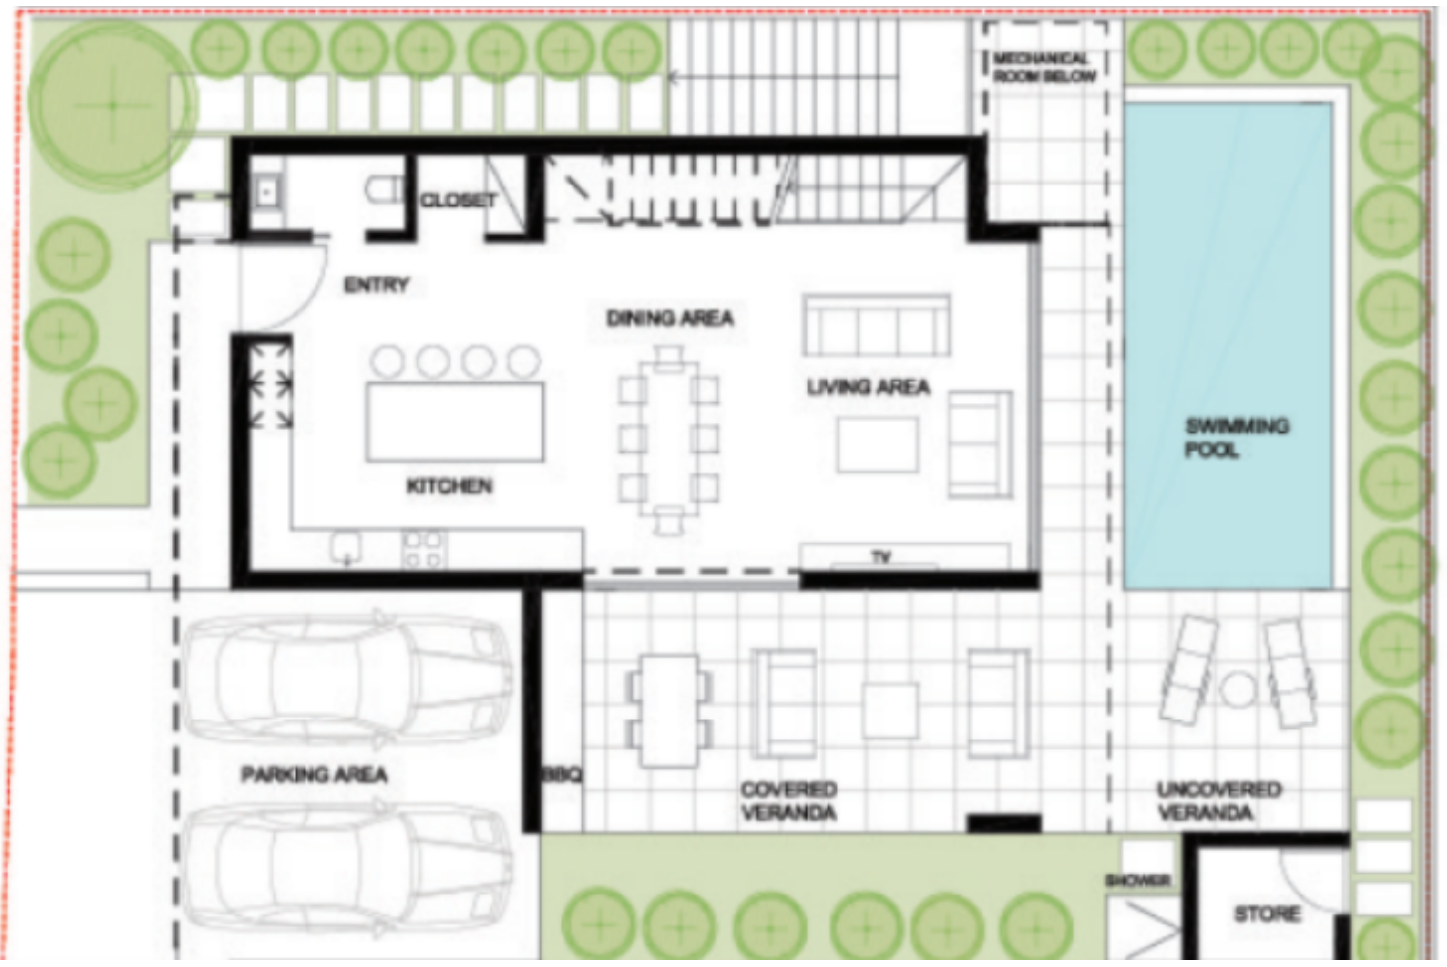 MECHANICAL
ROOM BELOW
CLOSET
ENTRY
DINING AREA
LIVING AREA
SWIMMING
POOL
KITCHEN
TV
PARKING AREA
BBQ
COVERED
VERANDA
UNCOVERED
VERANDA
SHOWER
STORE